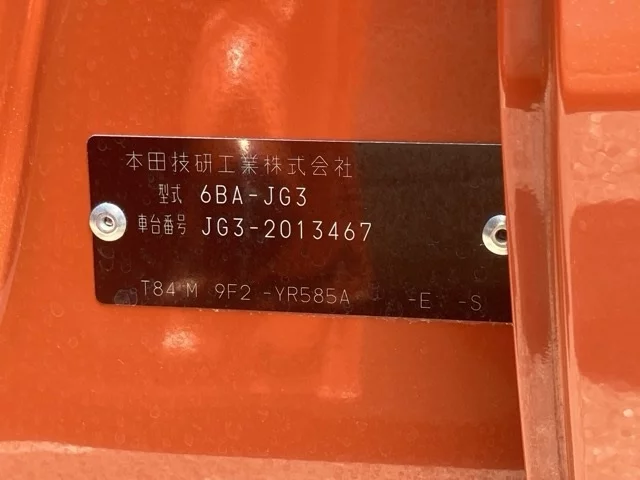 本田技研工業株式会社
型式 6BA-JG3
車台番号 JG3-2013467
T84 M 9F2 -YR585A -E -S